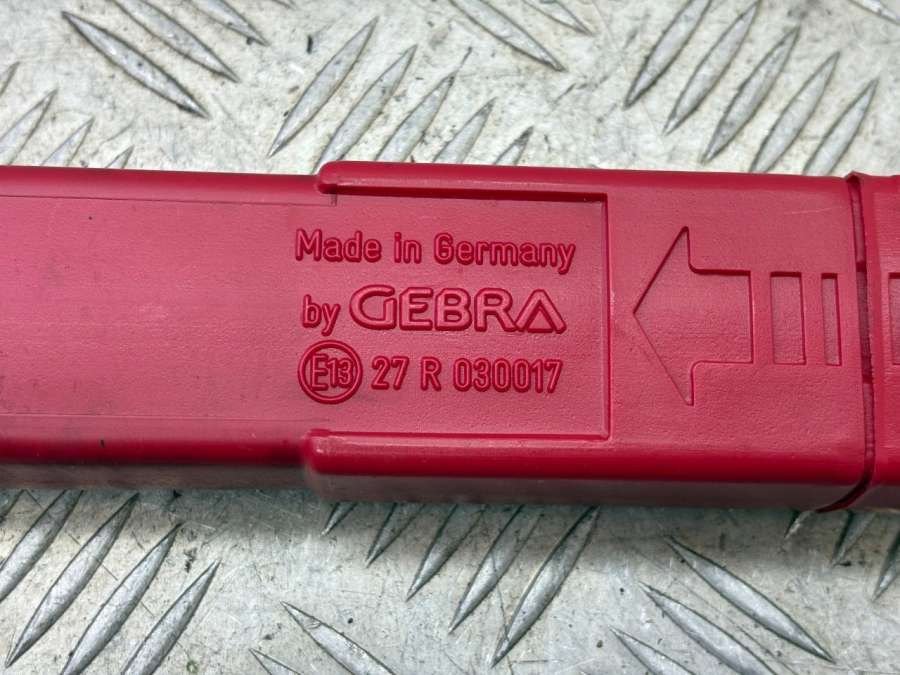 Made in Germany
by GEBRA
E13 27 R 030017